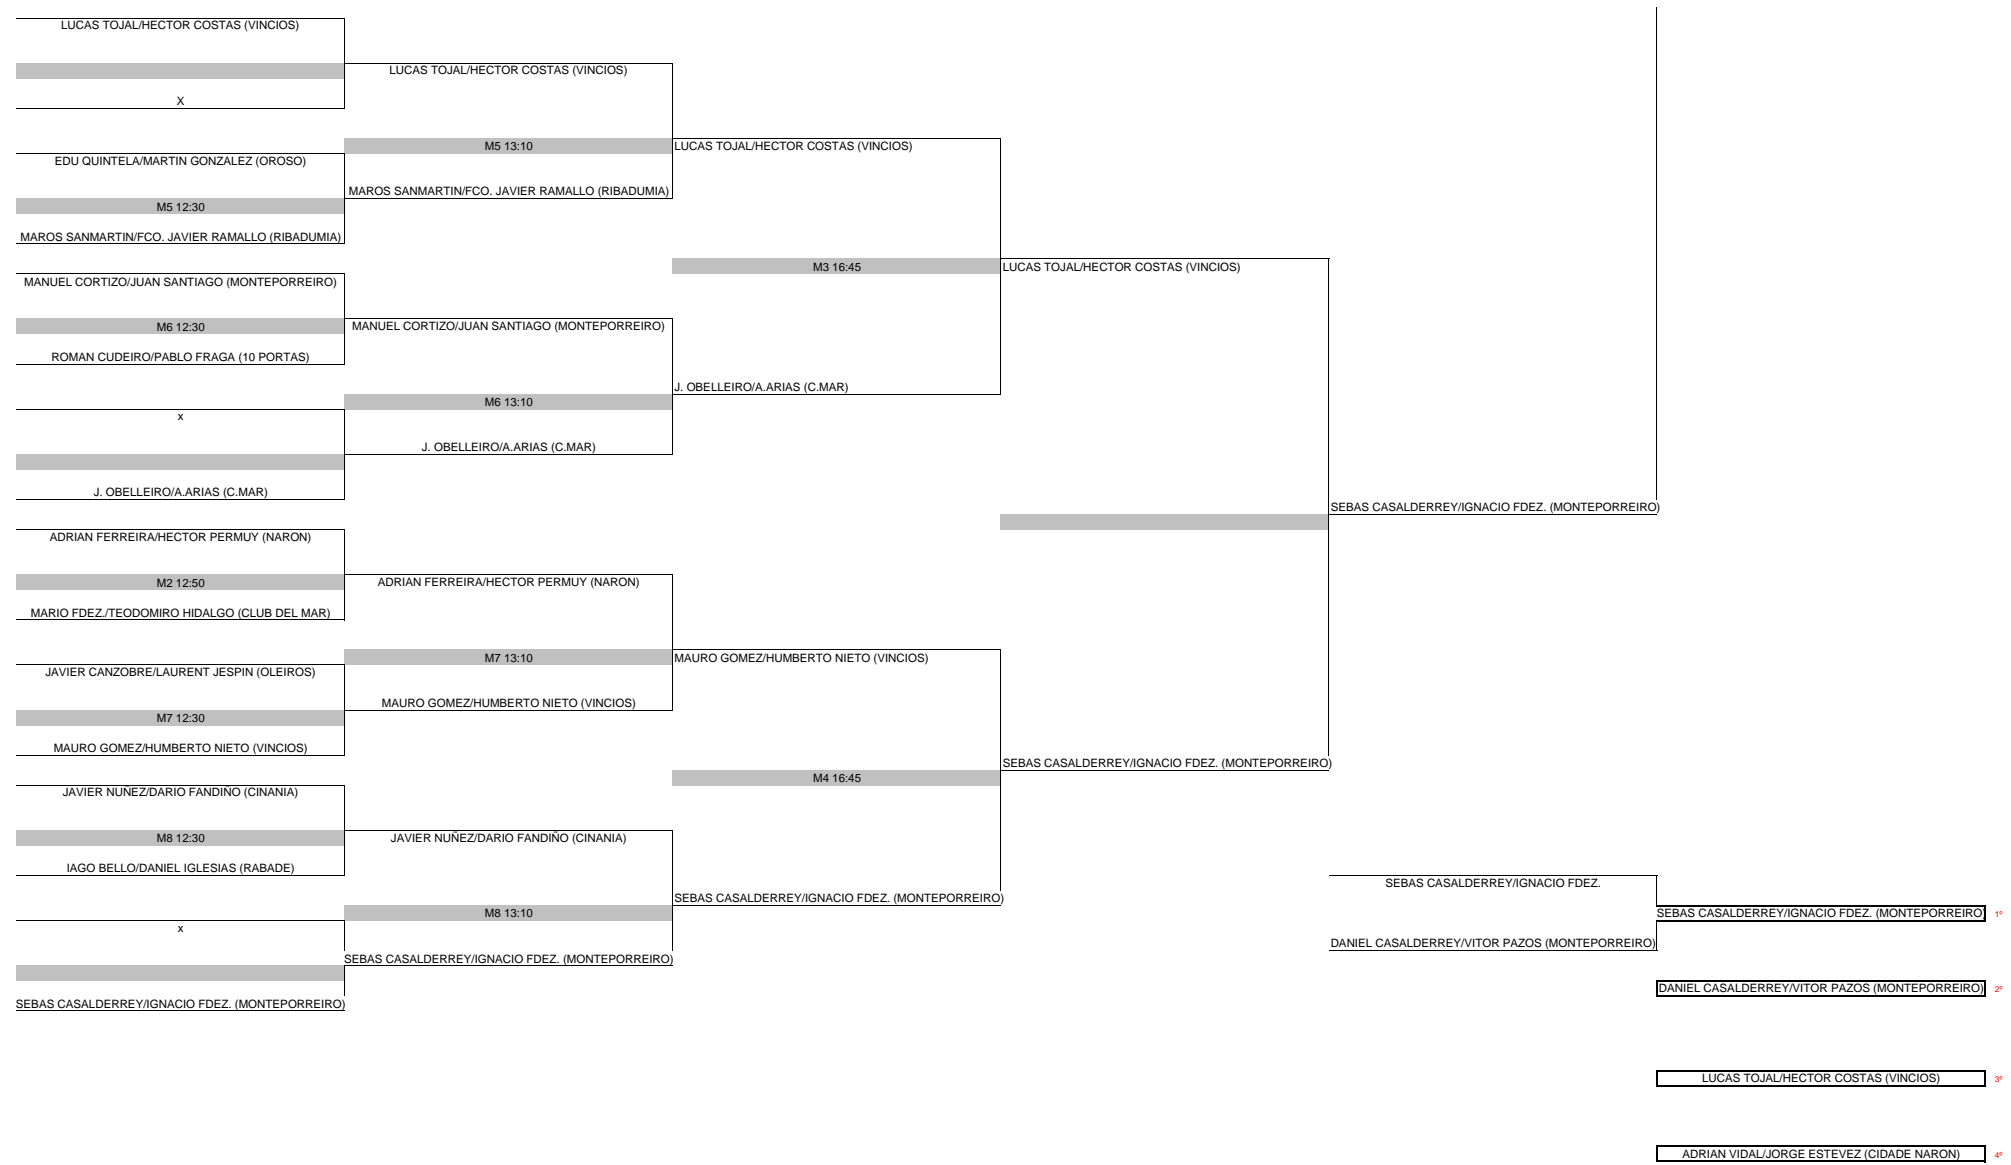 LUCAS TOJAL/HECTOR COSTAS (VINCIOS)
LUCAS TOJAL/HECTOR COSTAS (VINCIOS)
X
M5 13:10
LUCAS TOJAL/HECTOR COSTAS (VINCIOS)
EDU QUINTELA/MARTIN GONZALEZ (OROSO)
MAROS SANMARTIN/FCO. JAVIER RAMALLO (RIBADUMIA)
M5 12:30
MAROS SANMARTIN/FCO. JAVIER RAMALLO (RIBADUMIA)
M3 16:45
LUCAS TOJAL/HECTOR COSTAS (VINCIOS)
MANUEL CORTIZO/JUAN SANTIAGO (MONTEPORREIRO)
M6 12:30
MANUEL CORTIZO/JUAN SANTIAGO (MONTEPORREIRO)
ROMAN CUDEIRO/PABLO FRAGA (10 PORTAS)
J. OBELLEIRO/A.ARIAS (C.MAR)
M6 13:10
x
J. OBELLEIRO/A.ARIAS (C.MAR)
J. OBELLEIRO/A.ARIAS (C.MAR)
SEBAS CASALDERREY/IGNACIO FDEZ. (MONTEPORREIRO)
ADRIAN FERREIRA/HECTOR PERMUY (NARON)
M2 12:50
ADRIAN FERREIRA/HECTOR PERMUY (NARON)
MARIO FDEZ./TEODOMIRO HIDALGO (CLUB DEL MAR)
M7 13:10
MAURO GOMEZ/HUMBERTO NIETO (VINCIOS)
JAVIER CANZOBRE/LAURENT JESPIN (OLEIROS)
MAURO GOMEZ/HUMBERTO NIETO (VINCIOS)
M7 12:30
MAURO GOMEZ/HUMBERTO NIETO (VINCIOS)
SEBAS CASALDERREY/IGNACIO FDEZ. (MONTEPORREIRO)
M4 16:45
JAVIER NUÑEZ/DARIO FANDIÑO (CINANIA)
M8 12:30
JAVIER NUÑEZ/DARIO FANDIÑO (CINANIA)
IAGO BELLO/DANIEL IGLESIAS (RABADE)
SEBAS CASALDERREY/IGNACIO FDEZ.
SEBAS CASALDERREY/IGNACIO FDEZ. (MONTEPORREIRO)
M8 13:10
SEBAS CASALDERREY/IGNACIO FDEZ. (MONTEPORREIRO) 1º
x
DANIEL CASALDERREY/VITOR PAZOS (MONTEPORREIRO)
SEBAS CASALDERREY/IGNACIO FDEZ. (MONTEPORREIRO)
DANIEL CASALDERREY/VITOR PAZOS (MONTEPORREIRO) 2º
SEBAS CASALDERREY/IGNACIO FDEZ. (MONTEPORREIRO)
LUCAS TOJAL/HECTOR COSTAS (VINCIOS) 3º
ADRIAN VIDAL/JORGE ESTEVEZ (CIDADE NARON) 4º